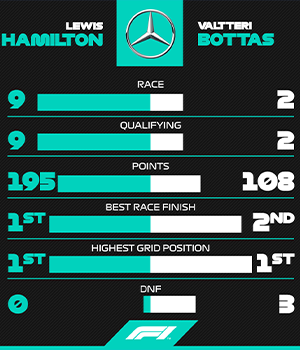 LEWIS
HAMILTON
VALTTERI
BOTTAS
RACE
9 2
QUALIFYING
9 2
POINTS
195 108
BEST RACE FINISH
1ST 2ND
HIGHEST GRID POSITION
1ST 1ST
DNF
0 3
F1